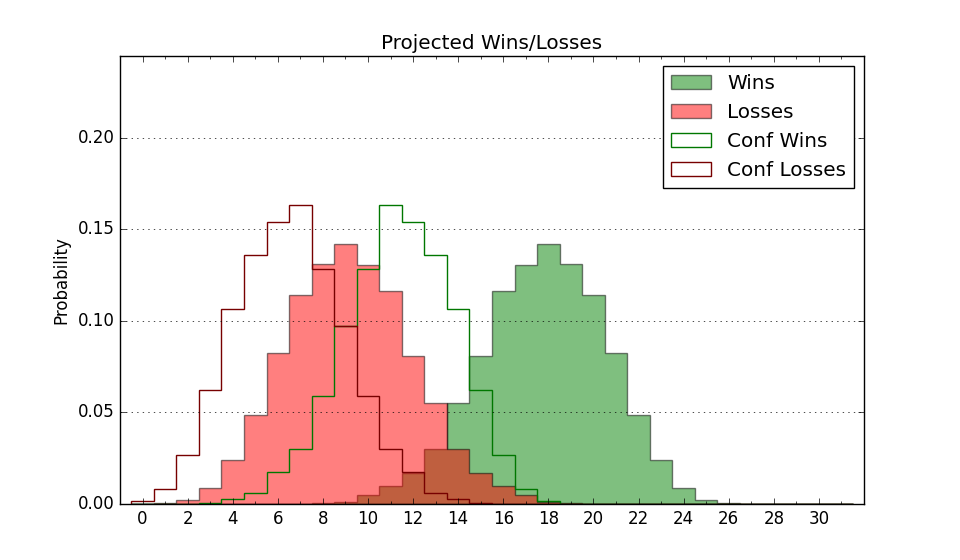 Projected Wins/Losses
Wins
Losses
Conf Wins
Conf Losses
Probability
0.20
0.15
0.10
0.05
0.00
0 2 4 6 8 10 12 14 16 18 20 22 24 26 28 30